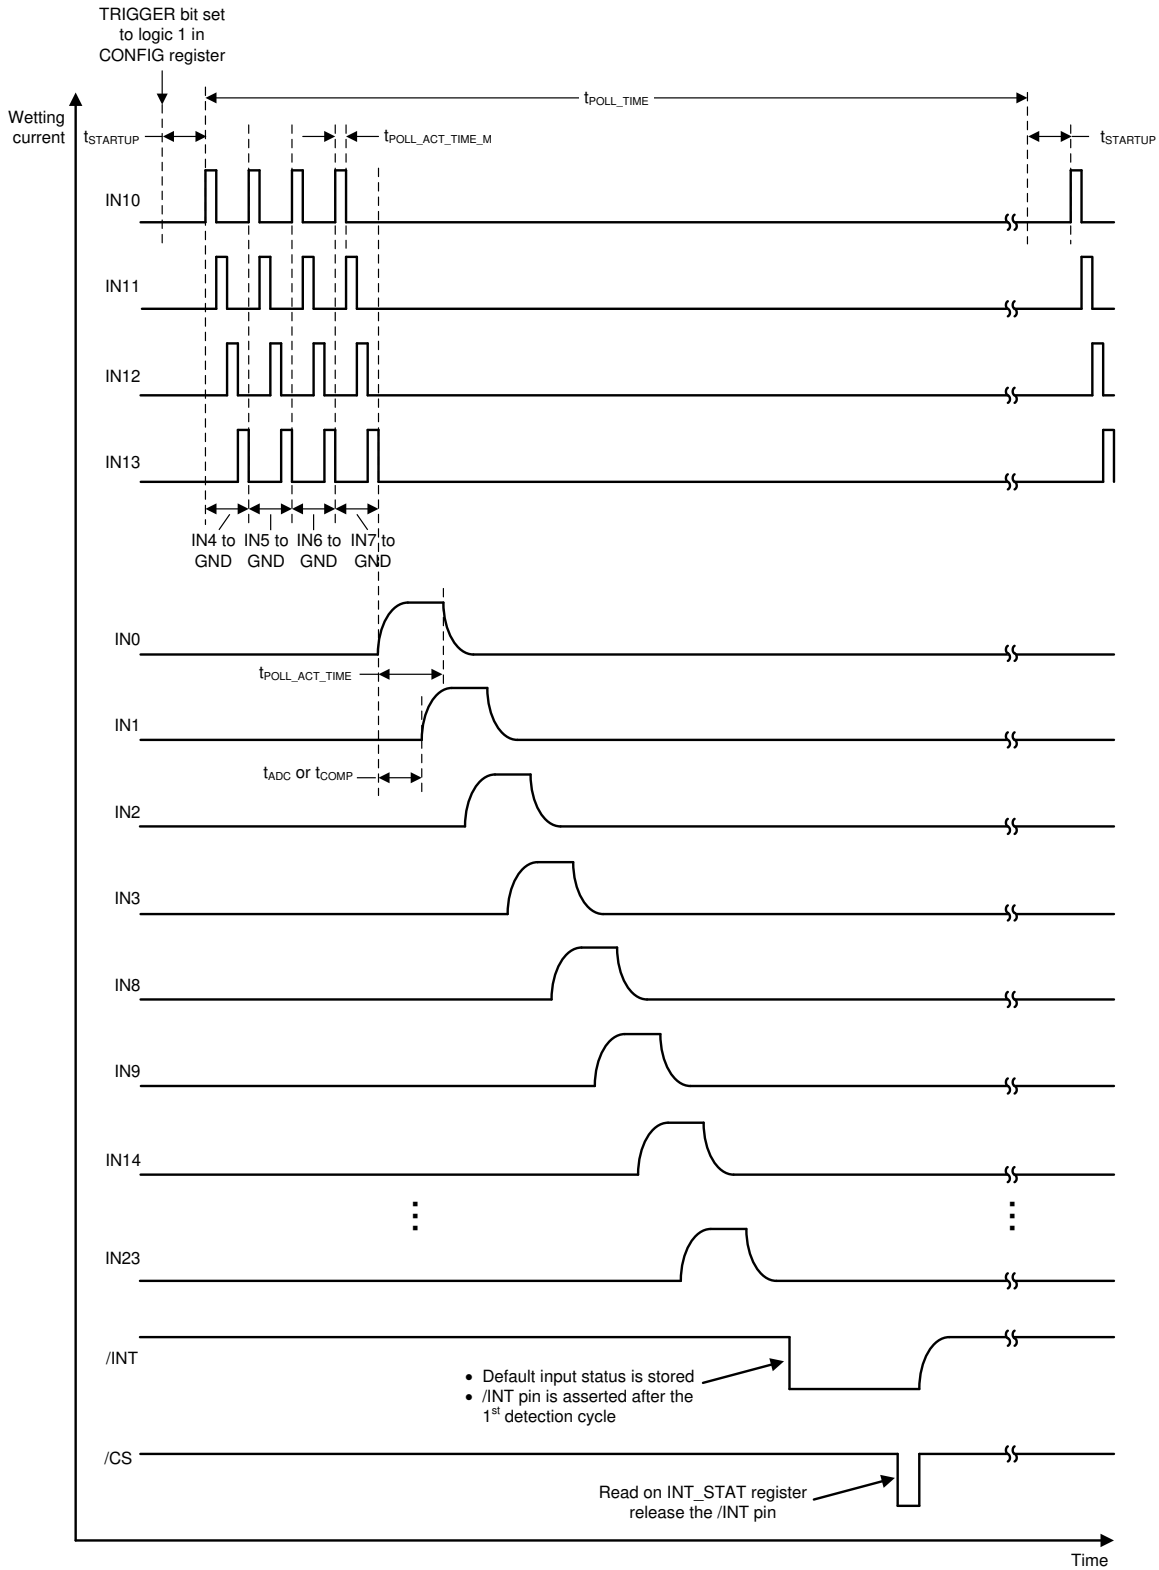 TRIGGER bit set
to logic 1 in
CONFIG register
Wetting
current
tSTARTUP
tPOLL_TIME
tPOLL_ACT_TIME_M
tSTARTUP
IN10
IN11
IN12
IN13
IN4 to
GND
IN5 to
GND
IN6 to
GND
IN7 to
GND
IN0
tPOLL_ACT_TIME
IN1
tADC or tCOMP
IN2
IN3
IN8
IN9
IN14
IN23
/INT
• Default input status is stored
• /INT pin is asserted after the
1st detection cycle
/CS
Read on INT_STAT register
release the /INT pin
Time